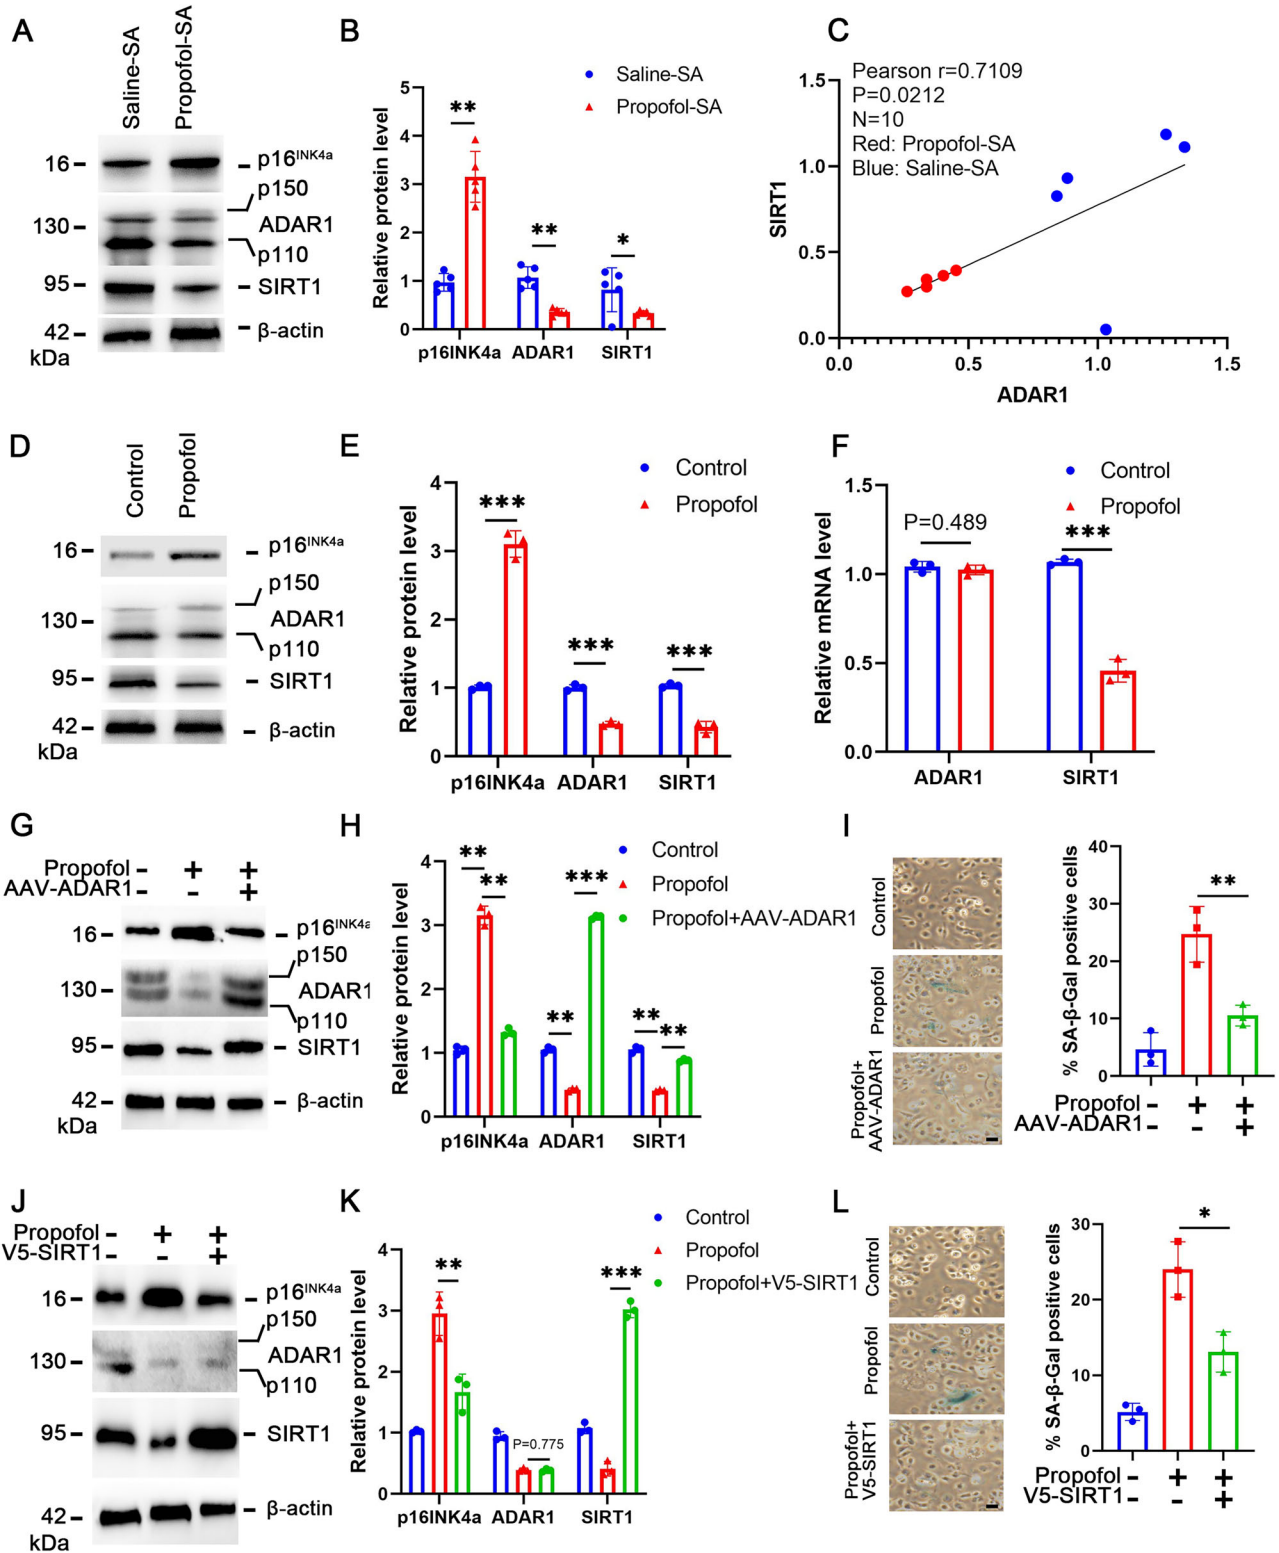 A
Saline-SA
Propofol-SA
16
p16INK4a
p150
130
ADAR1
p110
95
SIRT1
42
β-actin
kDa
B
Saline-SA
Propofol-SA
Relative protein level
5
4
3
2
1
0
**
**
*
p16INK4a ADAR1 SIRT1
C
Pearson r=0.7109
P=0.0212
N=10
Red: Propofol-SA
Blue: Saline-SA
SIRT1
1.5
1.0
0.5
0.0
0.0 0.5 1.0 1.5
ADAR1
D
Control
Propofol
16
p16INK4a
p150
130
ADAR1
p110
95
SIRT1
42
β-actin
kDa
E
Control
Propofol
Relative protein level
4
3
2
1
0
***
***
***
p16INK4a ADAR1 SIRT1
F
Control
Propofol
Relative mRNA level
1.5
1.0
0.5
0.0
P=0.489
***
ADAR1 SIRT1
G
Propofol - + +
AAV-ADAR1 - - +
16
p16INK4a
p150
130
ADAR1
p110
95
SIRT1
42
β-actin
kDa
H
Control
Propofol
Propofol+AAV-ADAR1
Relative protein level
4
3
2
1
0
**
**
**
***
**
**
p16INK4a ADAR1 SIRT1
I
Control
Propofol
Propofol+
AAV-ADAR1
% SA-β-Gal positive cells
40
30
20
10
0
**
Propofol - + +
AAV-ADAR1 - - +
J
Propofol - + +
V5-SIRT1 - - +
16
p16INK4a
p150
130
ADAR1
p110
95
SIRT1
42
β-actin
kDa
K
Control
Propofol
Propofol+V5-SIRT1
Relative protein level
4
3
2
1
0
**
P=0.775
***
p16INK4a ADAR1 SIRT1
L
Control
Propofol
Propofol+
V5-SIRT1
% SA-β-Gal positive cells
30
20
10
0
*
Propofol - + +
V5-SIRT1 - - +